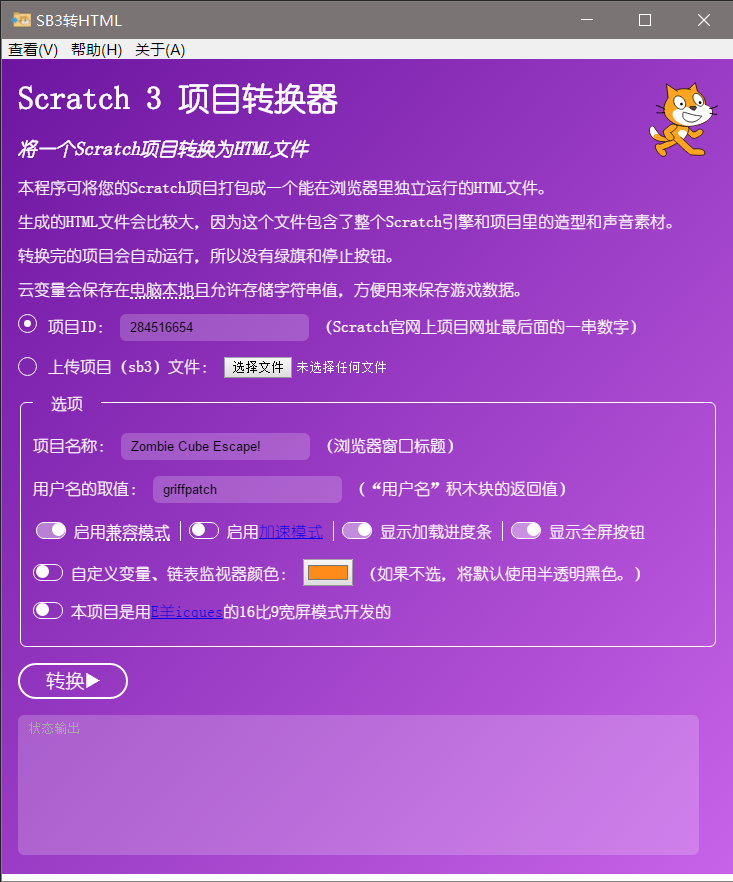 SB3转HTML
查看(V) 帮助(H) 关于(A)
Scratch 3 项目转换器
将一个Scratch项目转换为HTML文件
本程序可将您的Scratch项目打包成一个能在浏览器里独立运行的HTML文件。
生成的HTML文件会比较大，因为这个文件包含了整个Scratch引擎和项目里的造型和声音素材。
转换完的项目会自动运行，所以没有绿旗和停止按钮。
云变量会保存在电脑本地且允许存储字符串值，方便用来保存游戏数据。
项目ID： 284516654 （Scratch官网上项目网址最后面的一串数字）
上传项目（sb3）文件： 选择文件 未选择任何文件
选项
项目名称： Zombie Cube Escape! （浏览器窗口标题）
用户名的取值： griffpatch （“用户名”积木块的返回值）
启用兼容模式 启用加速模式 显示加载进度条 显示全屏按钮
自定义变量、链表监视器颜色： （如果不选，将默认使用半透明黑色。）
本项目是用E羊icques的16比9宽屏模式开发的
转换▶
状态输出